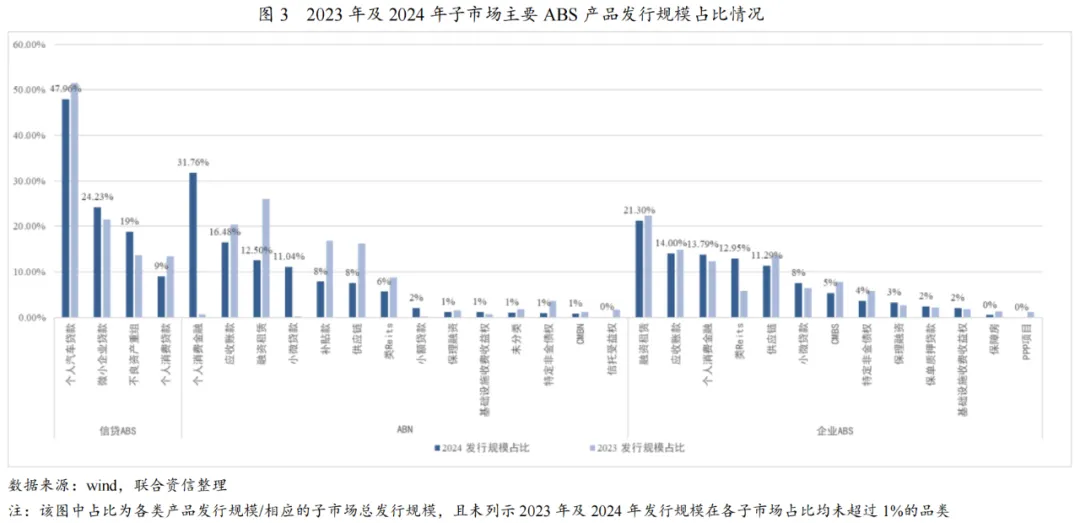 图 3 2023 年及 2024 年子市场主要 ABS 产品发行规模占比情况
60.00%
50.00%
40.00%
30.00%
20.00%
10.00%
0.00%
47.96%
24.23%
19%
9%
31.76%
16.48%
12.50%
11.04%
8%
8%
6%
2%
1%
1%
1%
1%
1%
0%
21.30%
14.00%
13.79%
12.95%
11.29%
8%
5%
4%
3%
2%
2%
0%
0%
个人汽车贷款
微小企业贷款
不良资产重组
个人消费贷款
个人消费金融
应收账款
融资租赁
小微贷款
补贴款
供应链
类Reits
小额贷款
保理融资
基础设施收费收益权
未分类
特定非金债权
CMBN
信托受益权
融资租赁
应收账款
个人消费金融
类Reits
供应链
小微贷款
CMBS
特定非金债权
保理融资
保单质押贷款
基础设施收费收益权
保障房
PPP项目
信贷ABS
ABN
企业ABS
2024 发行规模占比
2023 发行规模占比
数据来源：wind，联合资信整理
注：该图中占比为各类产品发行规模/相应的子市场总发行规模，且未列示 2023 年及 2024 年发行规模在各子市场占比均未超过 1%的品类